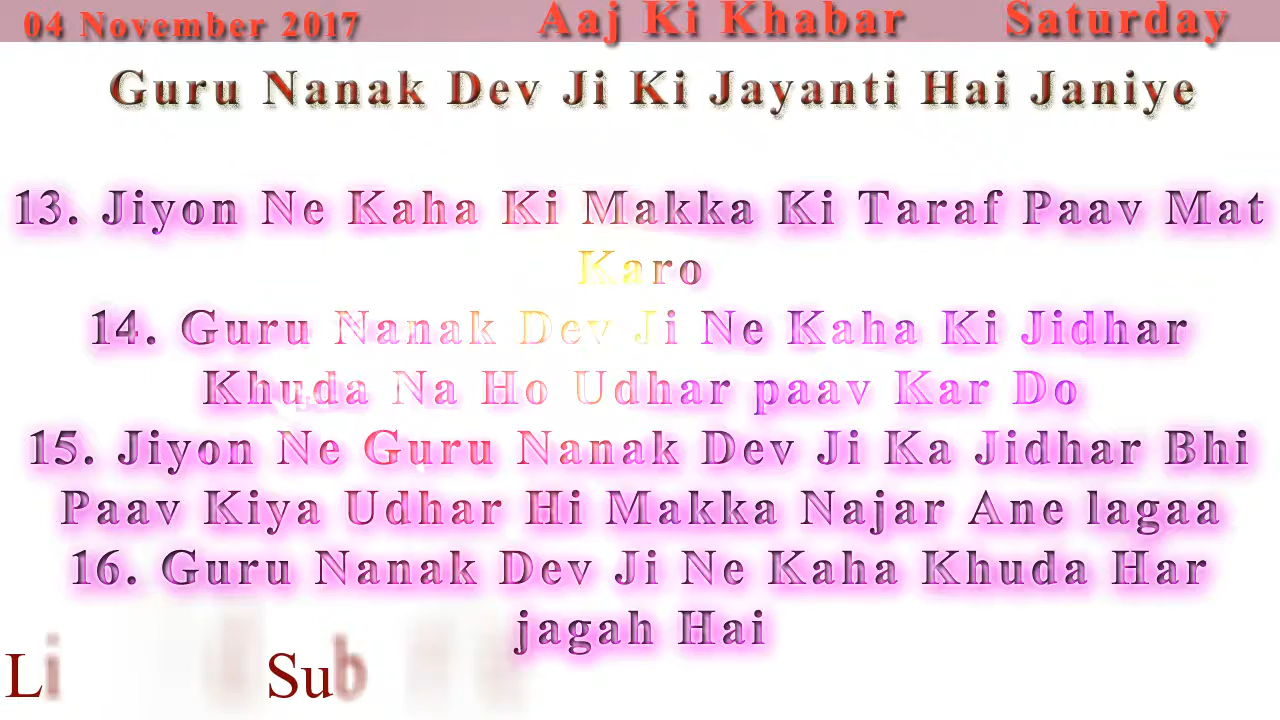 04 November 2017 Aaj Ki Khabar Saturday
Guru Nanak Dev Ji Ki Jayanti Hai Janiye
13. Jiyon Ne Kaha Ki Makka Ki Taraf Paav Mat
Karo
14. Guru Nanak Dev Ji Ne Kaha Ki Jidhar
Khuda Na Ho Udhar paav Kar Do
15. Jiyon Ne Guru Nanak Dev Ji Ka Jidhar Bhi
Paav Kiya Udhar Hi Makka Najar Ane lagaa
16. Guru Nanak Dev Ji Ne Kaha Khuda Har
jagah Hai